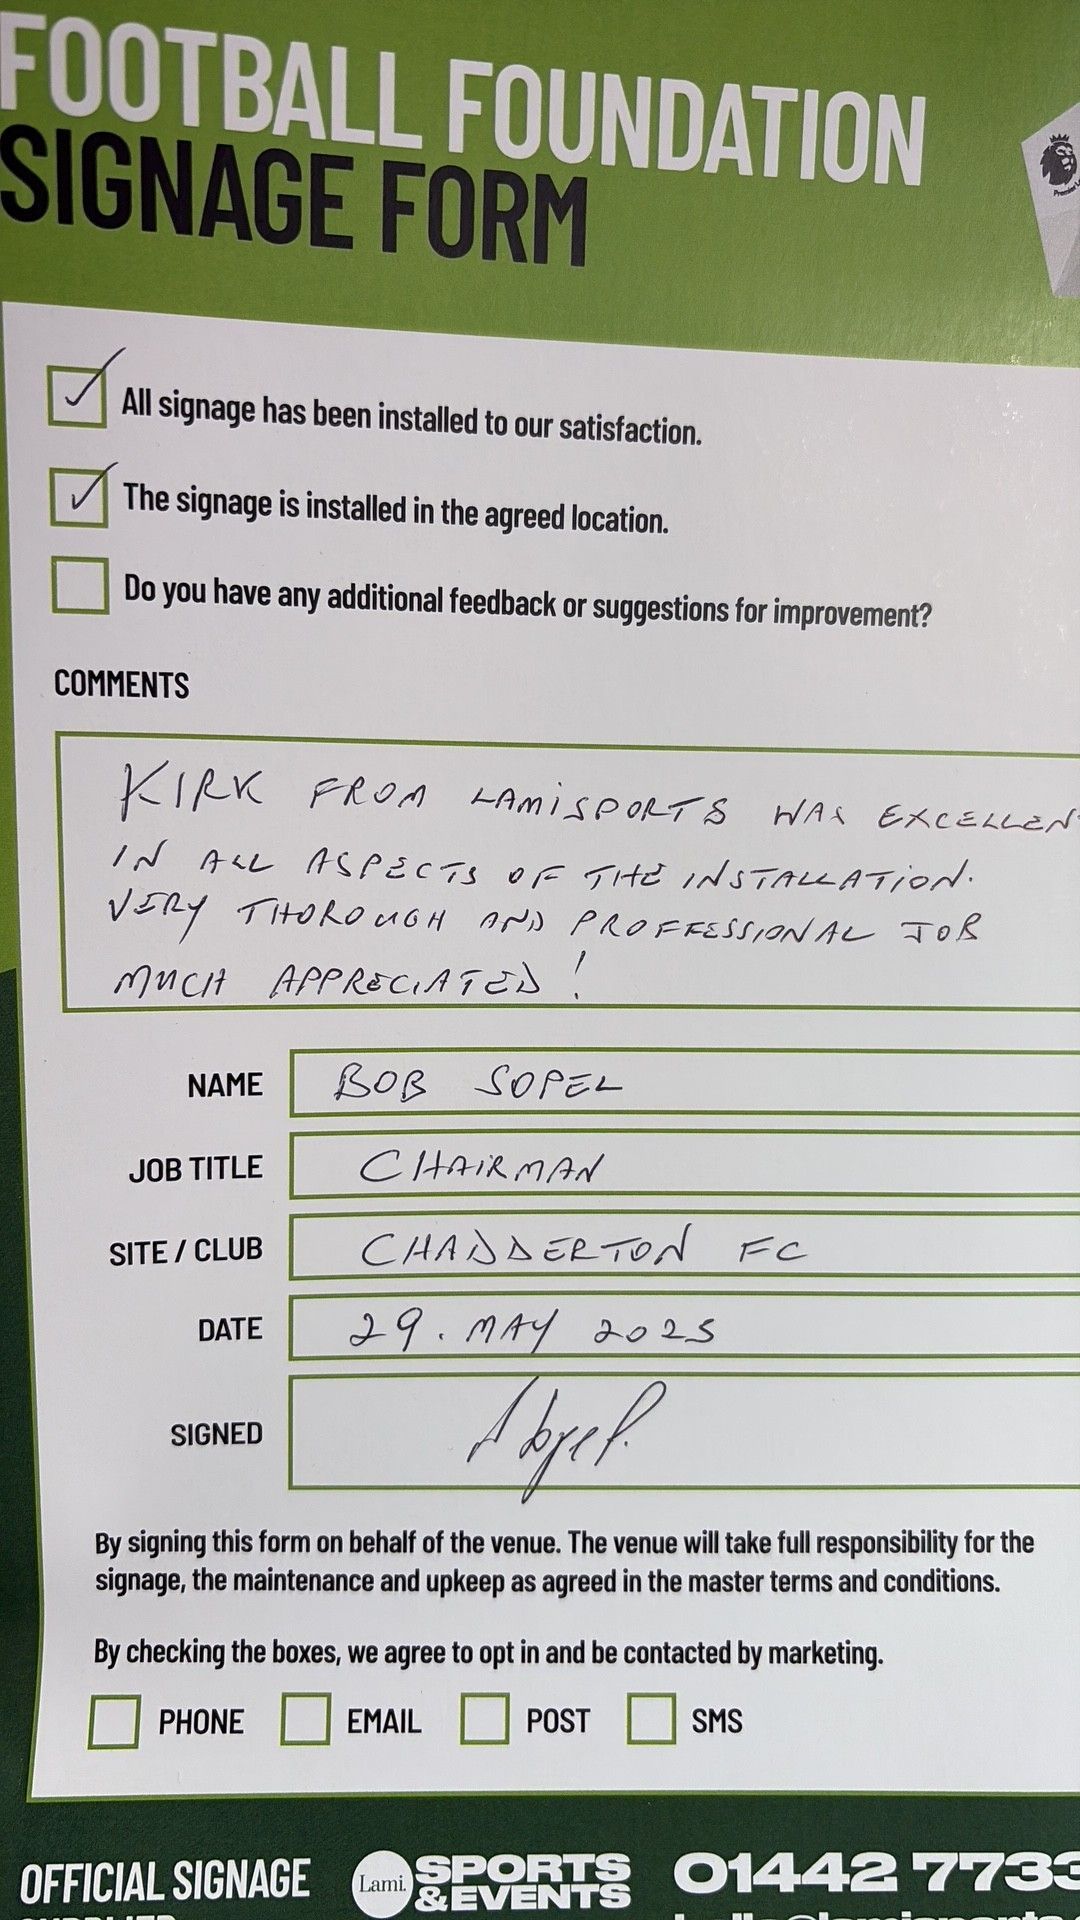 FOOTBALL FOUNDATION
SIGNAGE FORM
Premier
All signage has been installed to our satisfaction.
The signage is installed in the agreed location.
Do you have any additional feedback or suggestions for improvement?
COMMENTS
KIRK FROM LAMISPORTS WAS EXCELLEN
IN ALL ASPECTS OF THE INSTALLATION.
VERY THOROUGH AND PROFFESSIONAL JOB
MUCH APPRECIATED!
NAME BOB SOPEL
JOB TITLE CHAIRMAN
SITE / CLUB CHADDERTON FC
DATE 29. MAY 2025
SIGNED
By signing this form on behalf of the venue. The venue will take full responsibility for the
signage, the maintenance and upkeep as agreed in the master terms and conditions.
By checking the boxes, we agree to opt in and be contacted by marketing.
PHONE EMAIL POST SMS
OFFICIAL SIGNAGE Lami. SPORTS &EVENTS 01442 7733